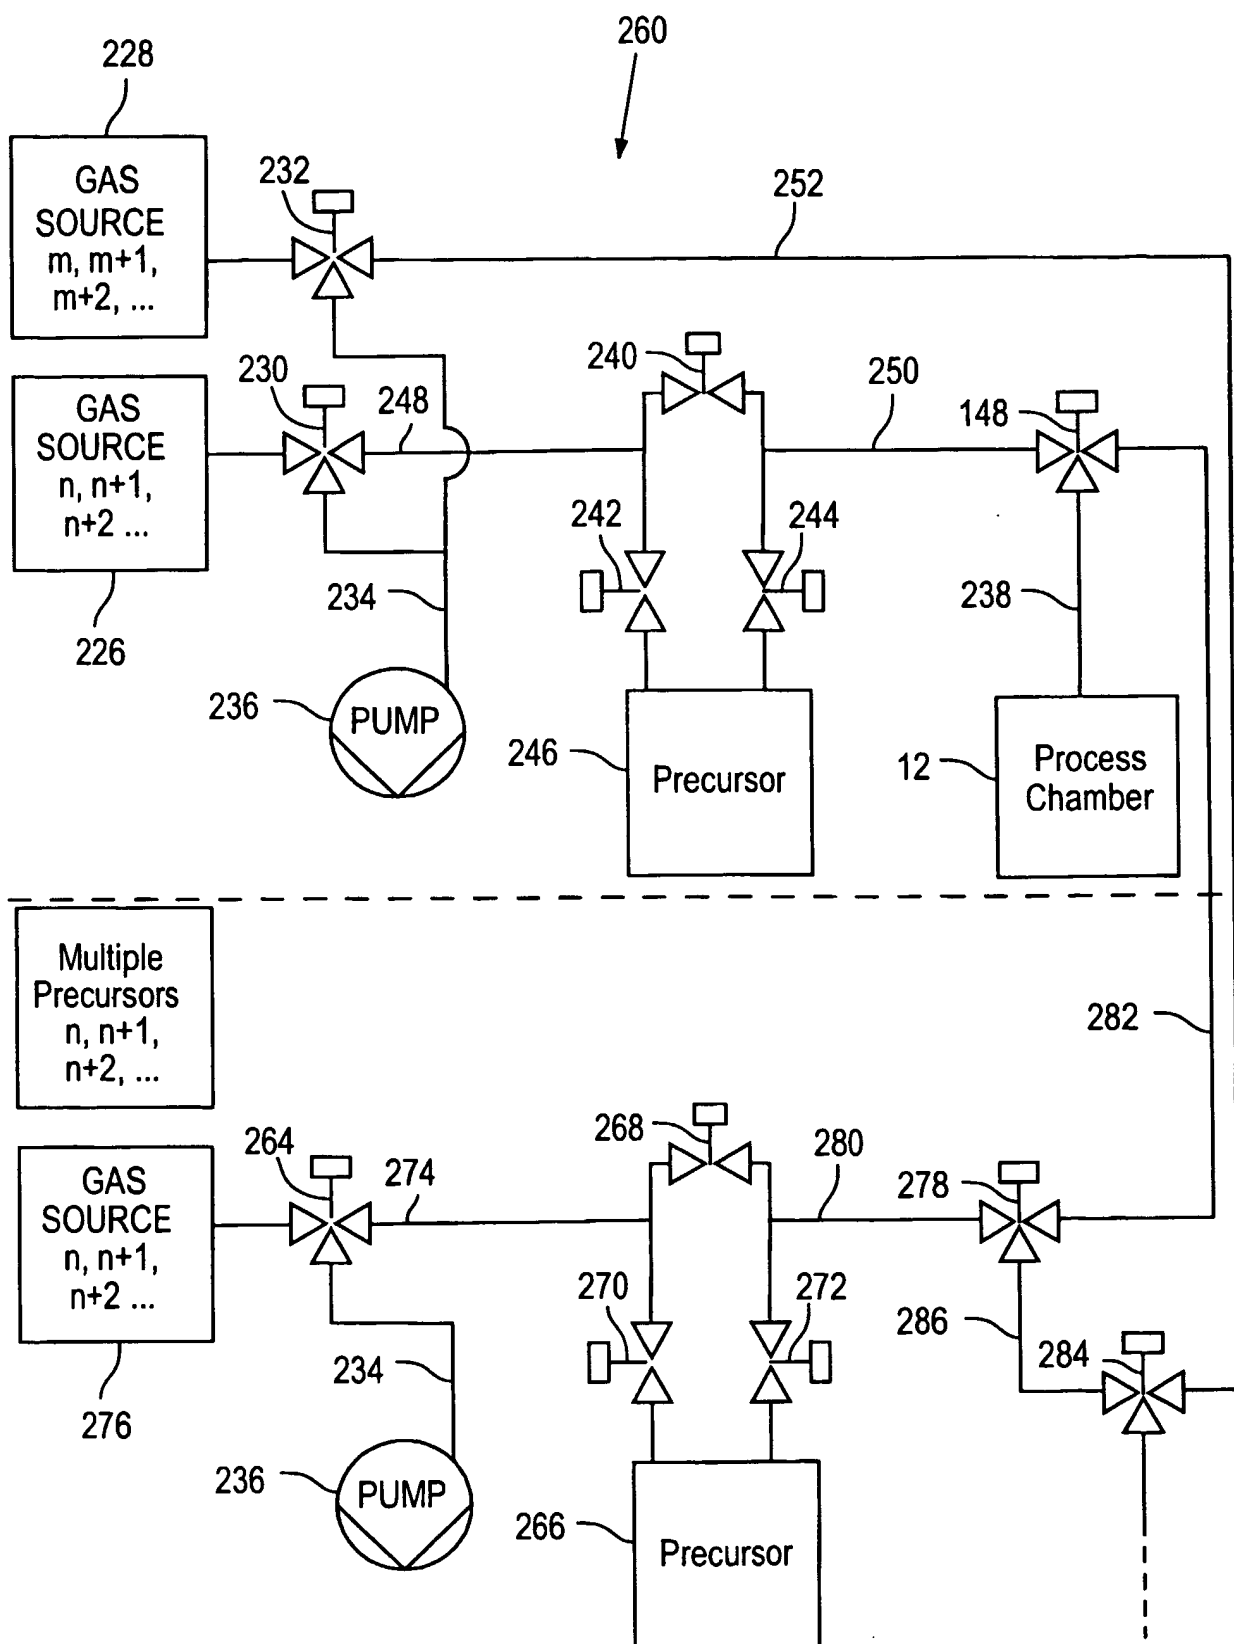 260
228
GAS
SOURCE
m, m+1,
m+2, ...
232
252
GAS
SOURCE
n, n+1,
n+2 ...
230
248
240
250
148
242
244
234
238
226
236
PUMP
246
Precursor
12
Process
Chamber
Multiple
Precursors
n, n+1,
n+2, ...
282
GAS
SOURCE
n, n+1,
n+2 ...
264
274
268
280
278
270
272
286
284
234
276
236
PUMP
266
Precursor